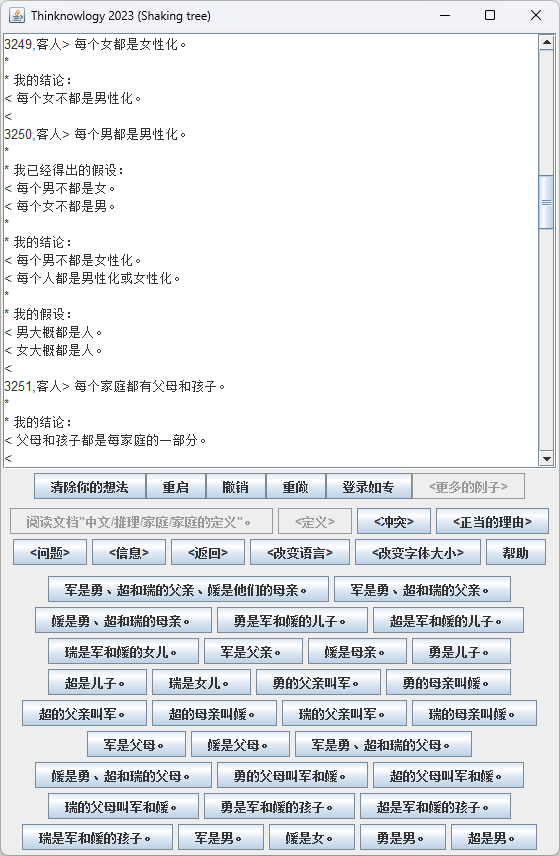 Thinknowlogy 2023 (Shaking tree)
3249,客人> 每个女都是女性化。
*
* 我的结论：
< 每个女不都是男性化。
<
3250,客人> 每个男都是男性化。
*
* 我已经得出的假设：
< 每个男不都是女。
< 每个女不都是男。
*
* 我的结论：
< 每个男不都是女性化。
< 每个人都是男性化或女性化。
*
* 我的假设：
< 男大概都是人。
< 女大概都是人。
<
3251,客人> 每个家庭都有父母和孩子。
*
* 我的结论：
< 父母和孩子都是每家庭的一部分。
<
清除你的想法 重启 撤销 重做 登录如专 <更多的例子>
阅读文档"中文/推理/家庭/家庭的定义"。 <定义> <冲突> <正当的理由>
<问题> <信息> <返回> <改变语言> <改变字体大小> 帮助
军是勇、超和瑞的父亲、媛是他们的母亲。 军是勇、超和瑞的父亲。
媛是勇、超和瑞的母亲。 勇是军和媛的儿子。 超是军和媛的儿子。
瑞是军和媛的女儿。 军是父亲。 媛是母亲。 勇是儿子。
超是儿子。 瑞是女儿。 勇的父亲叫军。 勇的母亲叫媛。
超的父亲叫军。 超的母亲叫媛。 瑞的父亲叫军。 瑞的母亲叫媛。
军是父母。 媛是父母。 军是勇、超和瑞的父母。
媛是勇、超和瑞的父母。 勇的父母叫军和媛。 超的父母叫军和媛。
瑞的父母叫军和媛。 勇是军和媛的孩子。 超是军和媛的孩子。
瑞是军和媛的孩子。 军是男。 媛是女。 勇是男。 超是男。